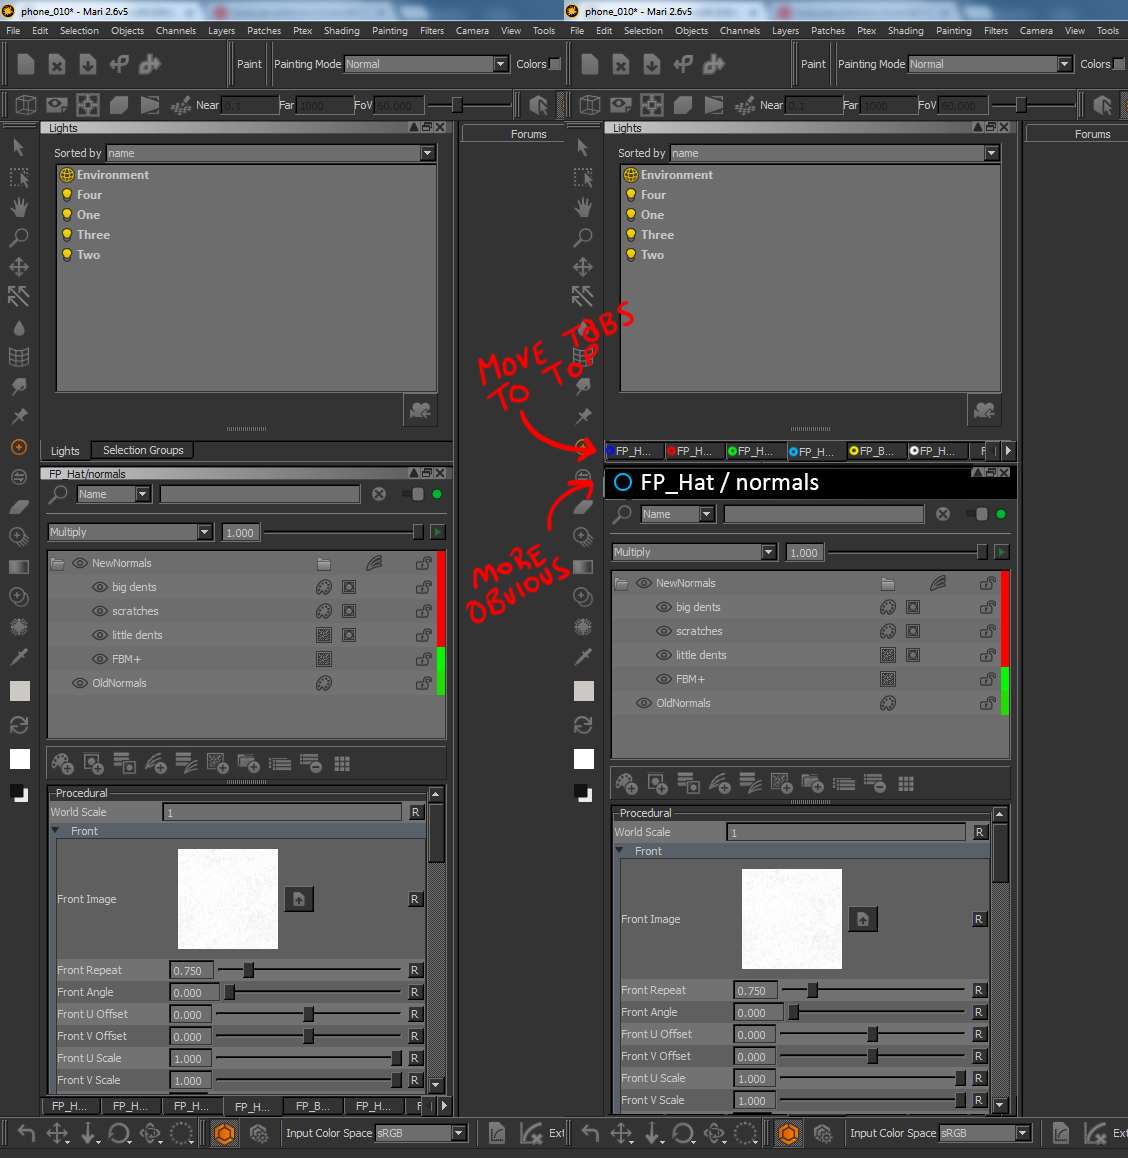 phone_010* - Mari 2.6v5
File Edit Selection Objects Channels Layers Patches Ptex Shading Painting Filters Camera View Tools
Paint Painting Mode Normal Colors
Near 0.1 Far 1000 FoV 60.000
Lights
Forums
Sorted by name
Environment
Four
One
Three
Two
Lights Selection Groups
FP_Hat/normals
Name
Multiply 1.000
NewNormals
big dents
scratches
little dents
FBM+
OldNormals
Procedural
World Scale 1 R
Front
Front Image R
Front Repeat 0.750 R
Front Angle 0.000 R
Front U Offset 0.000 R
Front V Offset 0.000 R
Front U Scale 1.000 R
Front V Scale 1.000 R
FP_H... FP_H... FP_H... FP_H... FP_B... FP_H... F
Input Color Space sRGB Ext
MOVE TABS
TO TOP
MORE
OBVIOUS
phone_010* - Mari 2.6v5
File Edit Selection Objects Channels Layers Patches Ptex Shading Painting Filters Camera View Tools
Paint Painting Mode Normal Colors
Near 0.1 Far 1000 FoV 60.000
Lights
Forums
Sorted by name
Environment
Four
One
Three
Two
FP_H... FP_H... FP_H... FP_H... FP_B... FP_H... F
FP_Hat / normals
Name
Multiply 1.000
NewNormals
big dents
scratches
little dents
FBM+
OldNormals
Procedural
World Scale 1 R
Front
Front Image R
Front Repeat 0.750 R
Front Angle 0.000 R
Front U Offset 0.000 R
Front V Offset 0.000 R
Front U Scale 1.000 R
Front V Scale 1.000 R
Input Color Space sRGB Ext